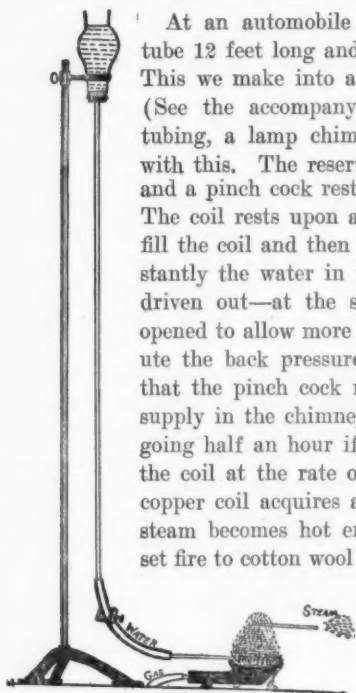 At an automobile
tube 12 feet long and
This we make into a
(See the accompany
tubing, a lamp chim
with this. The reser
and a pinch cock rest
The coil rests upon a
fill the coil and then
stantly the water in
driven out—at the s
opened to allow more
ute the back pressure
that the pinch cock r
supply in the chimne
going half an hour if
the coil at the rate o
copper coil acquires a
steam becomes hot en
set fire to cotton wool
STEAM
WATER
GAS